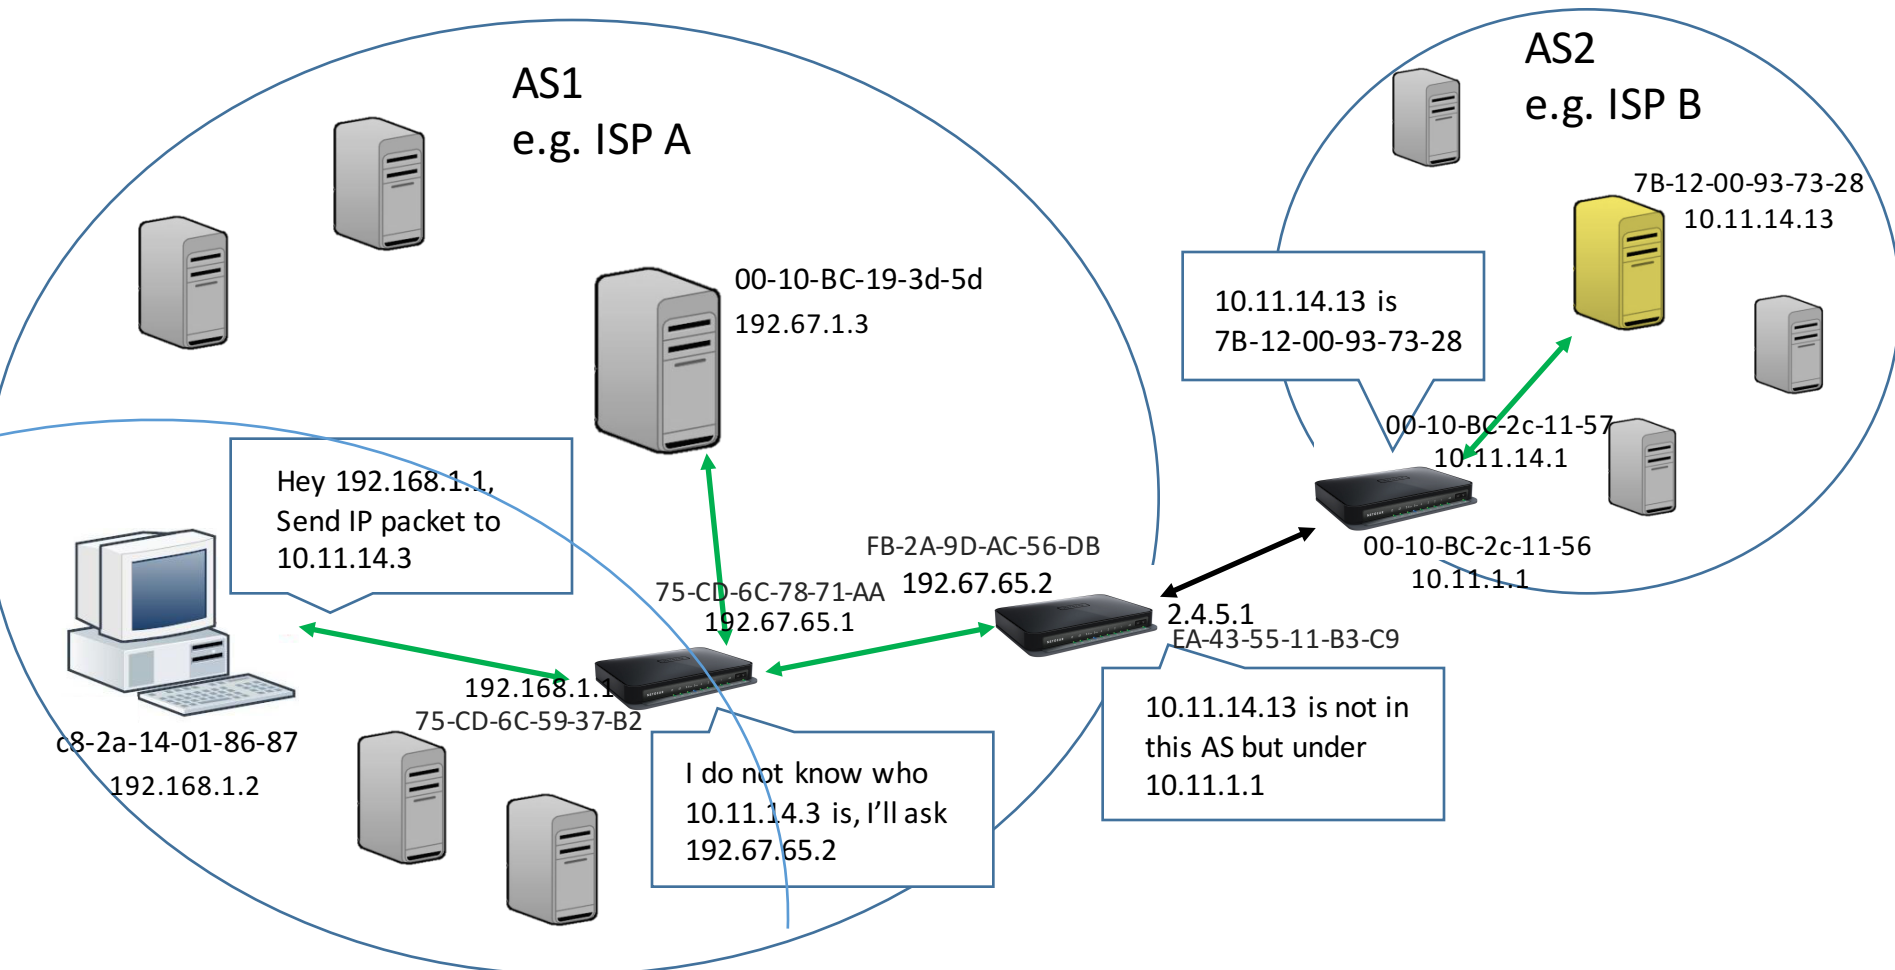 AS1
e.g. ISP A
AS2
e.g. ISP B
7B-12-00-93-73-28
10.11.14.13
00-10-BC-19-3d-5d
192.67.1.3
10.11.14.13 is
7B-12-00-93-73-28
00-10-BC-2c-11-57
10.11.14.1
Hey 192.168.1.1,
Send IP packet to
10.11.14.3
FB-2A-9D-AC-56-DB
192.67.65.2
00-10-BC-2c-11-56
10.11.1.1
75-CD-6C-78-71-AA
192.67.65.1
2.4.5.1
EA-43-55-11-B3-C9
192.168.1.1
75-CD-6C-59-37-B2
c8-2a-14-01-86-87
192.168.1.2
I do not know who
10.11.14.3 is, I'll ask
192.67.65.2
10.11.14.13 is not in
this AS but under
10.11.1.1